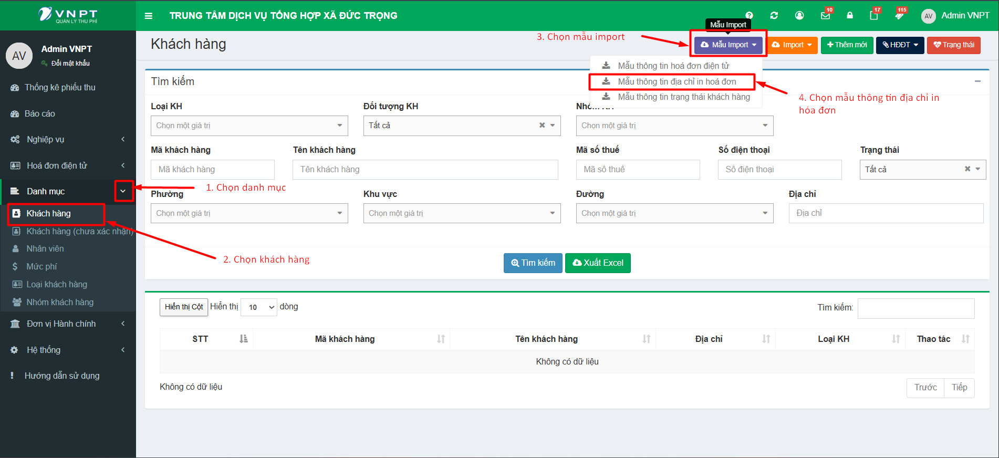 VNPT
QUẢN LÝ THU PHÍ
TRUNG TÂM DỊCH VỤ TỔNG HỢP XÃ ĐỨC TRỌNG
10
17
115
AV
Admin VNPT
AV
Admin VNPT
Đổi mật khẩu
Thống kê phiếu thu
Báo cáo
Nghiệp vụ
Hoá đơn điện tử
Danh mục
Khách hàng
Khách hàng (chưa xác nhận)
Nhân viên
Mức phí
Loại khách hàng
Nhóm khách hàng
Đơn vị Hành chính
Hệ thống
Hướng dẫn sử dụng
Khách hàng
3. Chọn mẫu import
Mẫu Import
Mẫu Import
Import
Thêm mới
HĐĐT
Trạng thái
Mẫu thông tin hoá đơn điện tử
Mẫu thông tin địa chỉ in hoá đơn
Mẫu thông tin trạng thái khách hàng
4. Chọn mẫu thông tin địa chỉ in
hóa đơn
Tìm kiếm
Loại KH
Đối tượng KH
Nhóm KH
Chọn một giá trị
Tất cả
Chọn một giá trị
Mã khách hàng
Tên khách hàng
Mã số thuế
Số điện thoại
Trạng thái
Mã khách hàng
Tên khách hàng
Mã số thuế
Số điện thoại
Tất cả
1. Chọn danh mục
Phường
Khu vực
Đường
Địa chỉ
Chọn một giá trị
Chọn một giá trị
Chọn một giá trị
Địa chỉ
2. Chọn khách hàng
Tìm kiếm
Xuất Excel
Hiển thị Cột
Hiển thị
10
dòng
Tìm kiếm:
STT
Mã khách hàng
Tên khách hàng
Địa chỉ
Loại KH
Thao tác
Không có dữ liệu
Không có dữ liệu
Trước
Tiếp